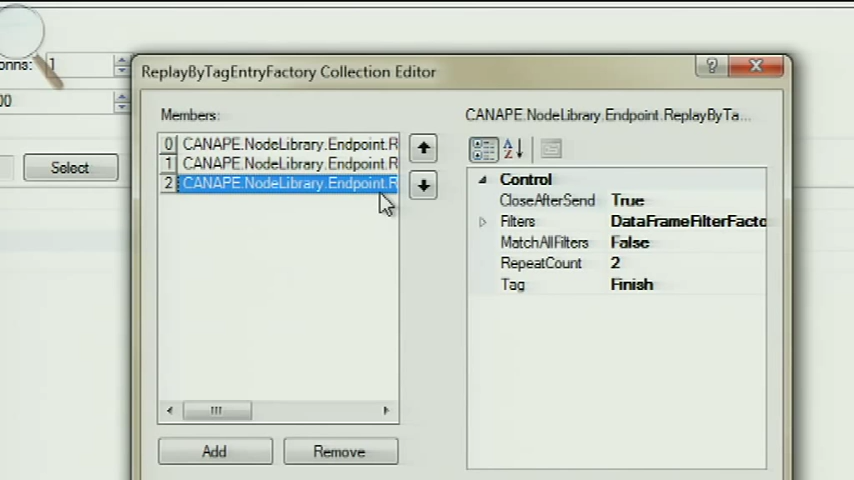 onns: 1
ReplayByTagEntryFactory Collection Editor
00
Members:
CANAPE.NodeLibrary.Endpoint.ReplayByTa...
0 CANAPE.NodeLibrary.Endpoint.R
1 CANAPE.NodeLibrary.Endpoint.R
2 CANAPE.NodeLibrary.Endpoint.R
Select
Control
CloseAfterSend True
Filters DataFrameFilterFacto
MatchAllFilters False
RepeatCount 2
Tag Finish
Add
Remove